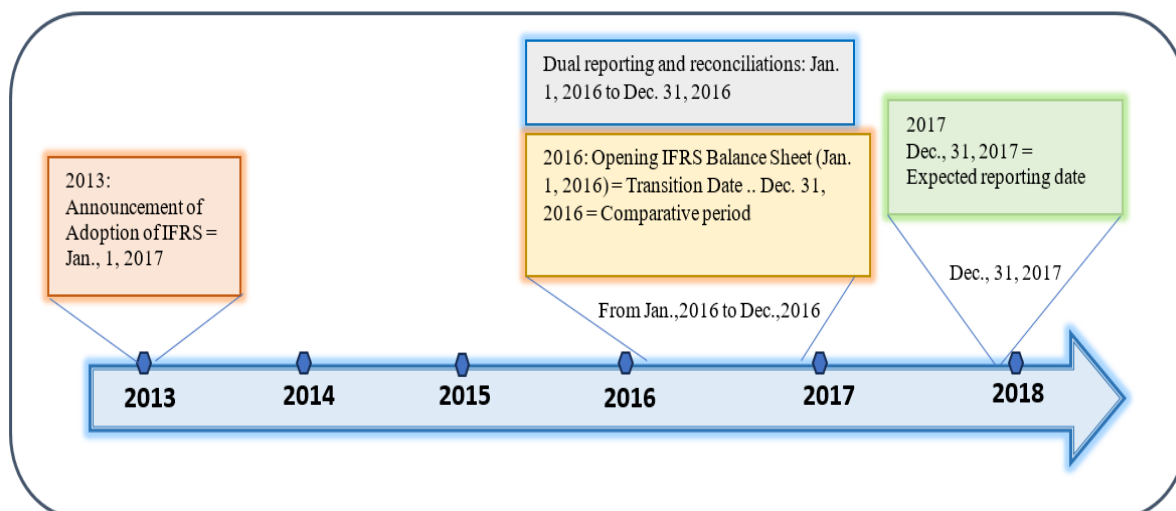 Dual reporting and reconciliations: Jan.
1, 2016 to Dec. 31, 2016
2013:
Announcement of
Adoption of IFRS =
Jan., 1, 2017
2016: Opening IFRS Balance Sheet (Jan.
1, 2016) = Transition Date .. Dec. 31,
2016 = Comparative period
2017
Dec., 31, 2017 =
Expected reporting date
From Jan.,2016 to Dec.,2016
Dec., 31, 2017
2013
2014
2015
2016
2017
2018